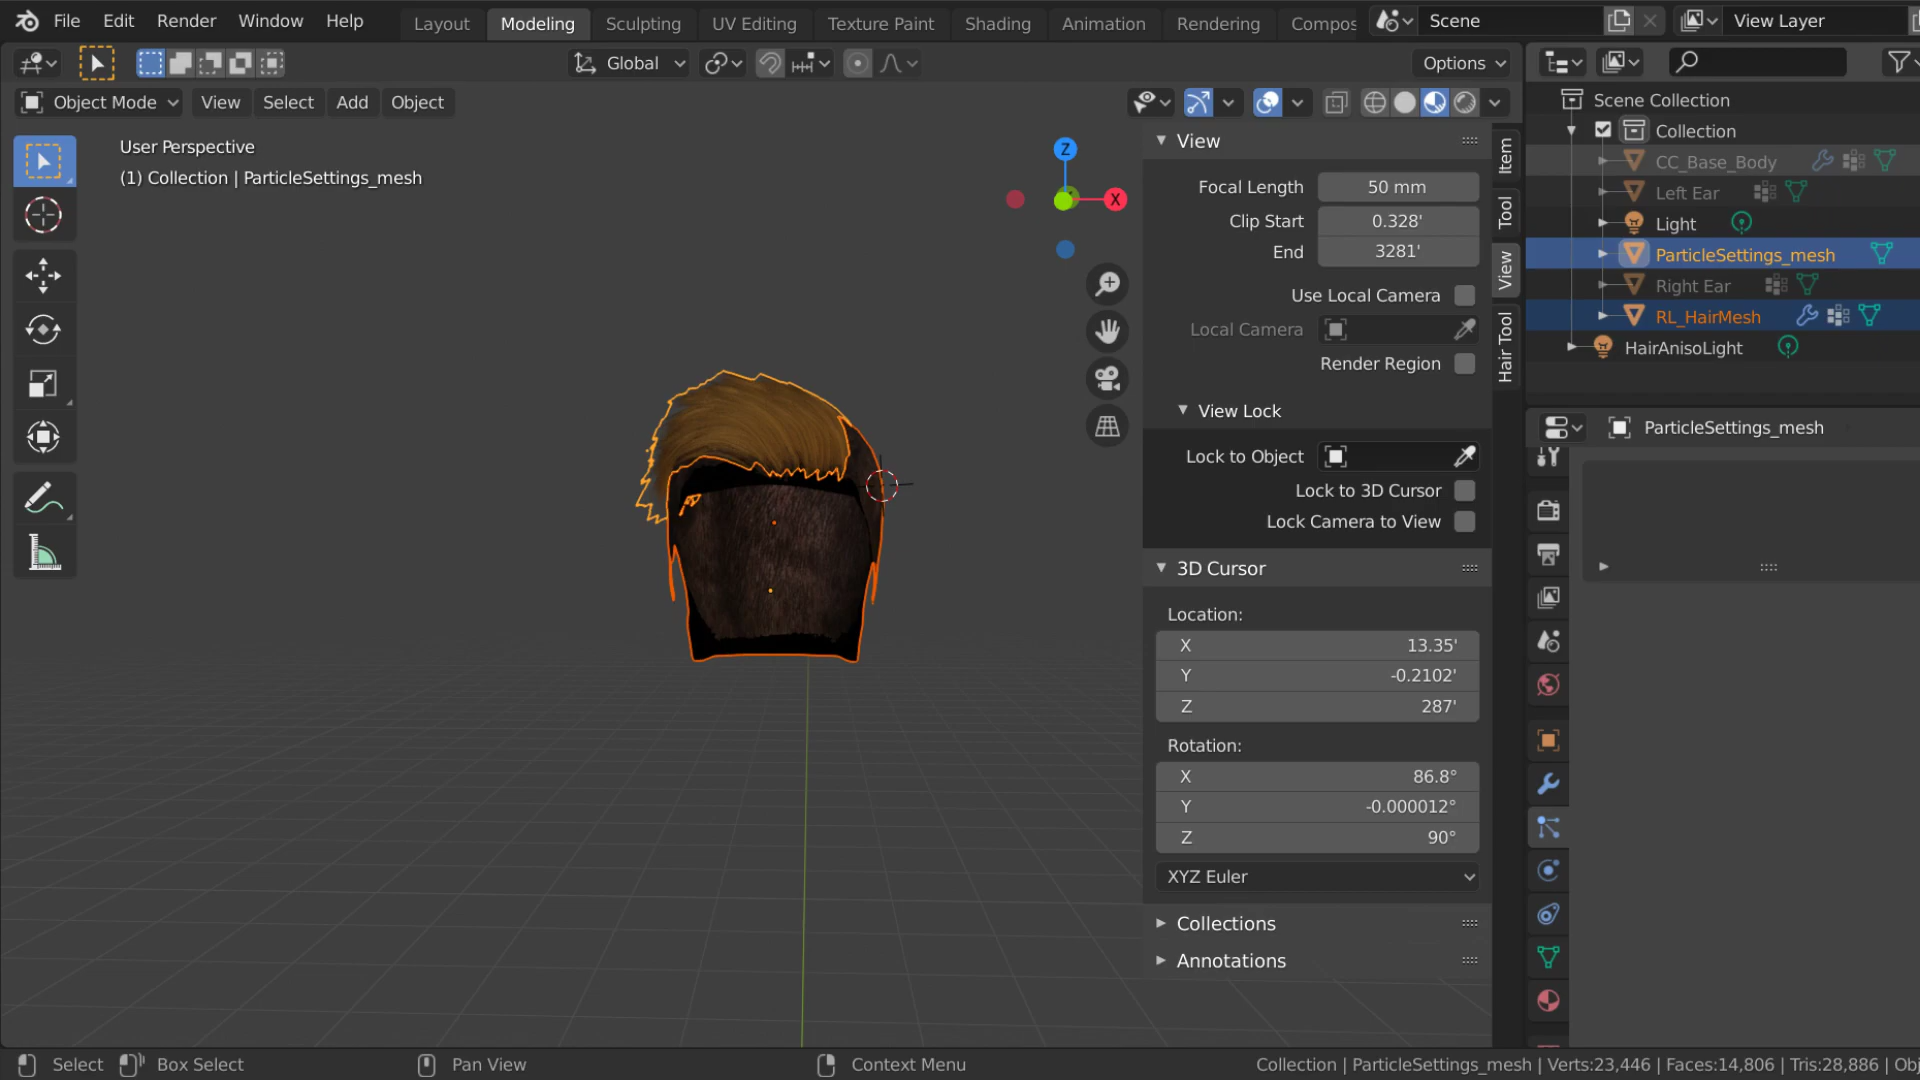 File Edit Render Window Help Layout Modeling Sculpting UV Editing Texture Paint Shading Animation Rendering Compos Scene View Layer
Global Options
Object Mode View Select Add Object
User Perspective
(1) Collection | ParticleSettings_mesh
Z
X
View
Focal Length 50 mm
Clip Start 0.328'
End 3281'
Use Local Camera
Local Camera
Render Region
View Lock
Lock to Object
Lock to 3D Cursor
Lock Camera to View
3D Cursor
Location:
X 13.35'
Y -0.2102'
Z 287'
Rotation:
X 86.8°
Y -0.000012°
Z 90°
XYZ Euler
Collections
Annotations
Item
Tool
View
Hair Tool
Scene Collection
Collection
CC_Base_Body
Left Ear
Light
ParticleSettings_mesh
Right Ear
RL_HairMesh
HairAnisoLight
ParticleSettings_mesh
Select Box Select Pan View Context Menu Collection | ParticleSettings_mesh | Verts:23,446 | Faces:14,806 | Tris:28,886 | Obj